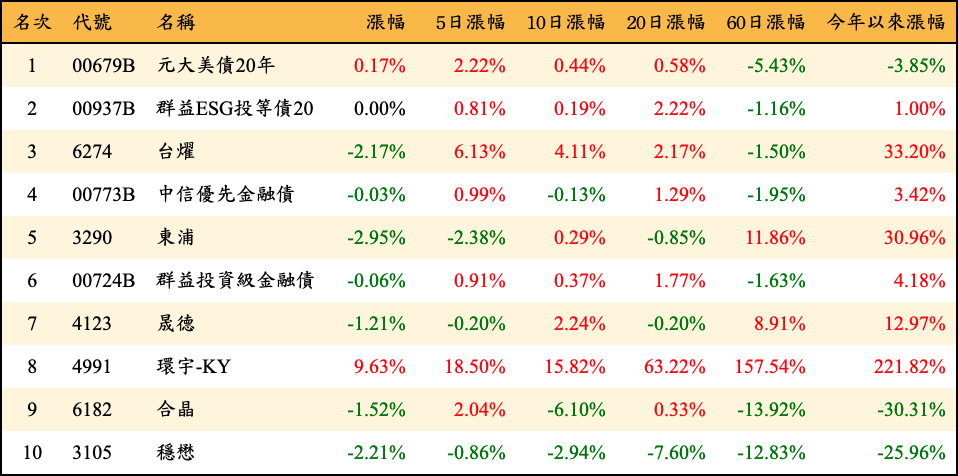 名次 代號 名稱 漲幅 5日漲幅 10日漲幅 20日漲幅 60日漲幅 今年以來漲幅
1 00679B 元大美債20年 0.17% 2.22% 0.44% 0.58% -5.43% -3.85%
2 00937B 群益ESG投等債20 0.00% 0.81% 0.19% 2.22% -1.16% 1.00%
3 6274 台燿 -2.17% 6.13% 4.11% 2.17% -1.50% 33.20%
4 00773B 中信優先金融債 -0.03% 0.99% -0.13% 1.29% -1.95% 3.42%
5 3290 東浦 -2.95% -2.38% 0.29% -0.85% 11.86% 30.96%
6 00724B 群益投資級金融債 -0.06% 0.91% 0.37% 1.77% -1.63% 4.18%
7 4123 晟德 -1.21% -0.20% 2.24% -0.20% 8.91% 12.97%
8 4991 環宇-KY 9.63% 18.50% 15.82% 63.22% 157.54% 221.82%
9 6182 合晶 -1.52% 2.04% -6.10% 0.33% -13.92% -30.31%
10 3105 穩懋 -2.21% -0.86% -2.94% -7.60% -12.83% -25.96%